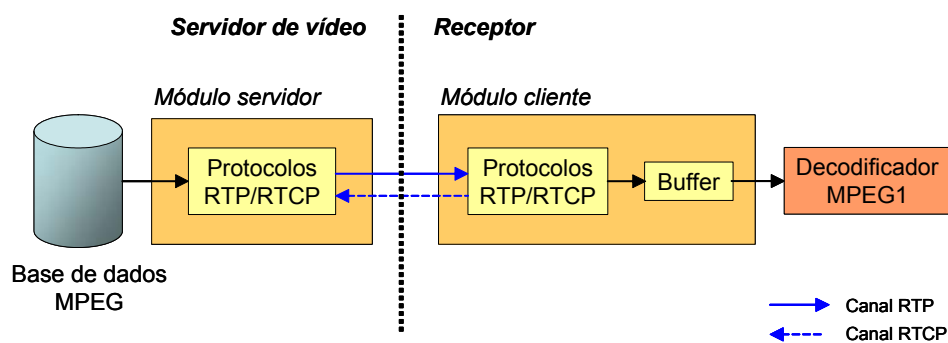 Servidor de vídeo
Receptor
Módulo servidor
Módulo cliente
Protocolos
RTP/RTCP
Protocolos
RTP/RTCP
Buffer
Decodificador
MPEG1
Base de dados
MPEG
Canal RTP
Canal RTCP